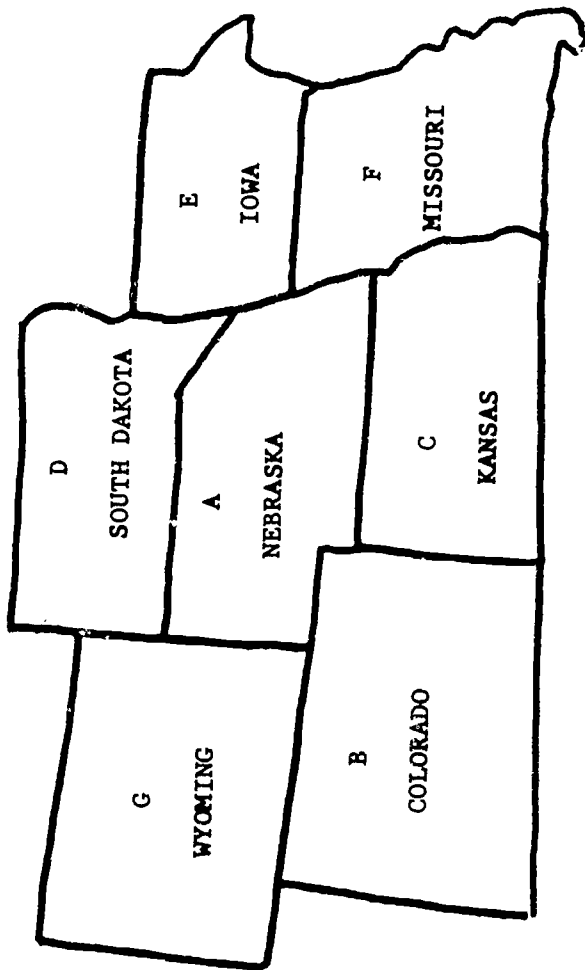 D
SOUTH DAKOTA
E
IOWA
G
WYOMING
A
NEBRASKA
F
MISSOURI
B
COLORADO
C
KANSAS